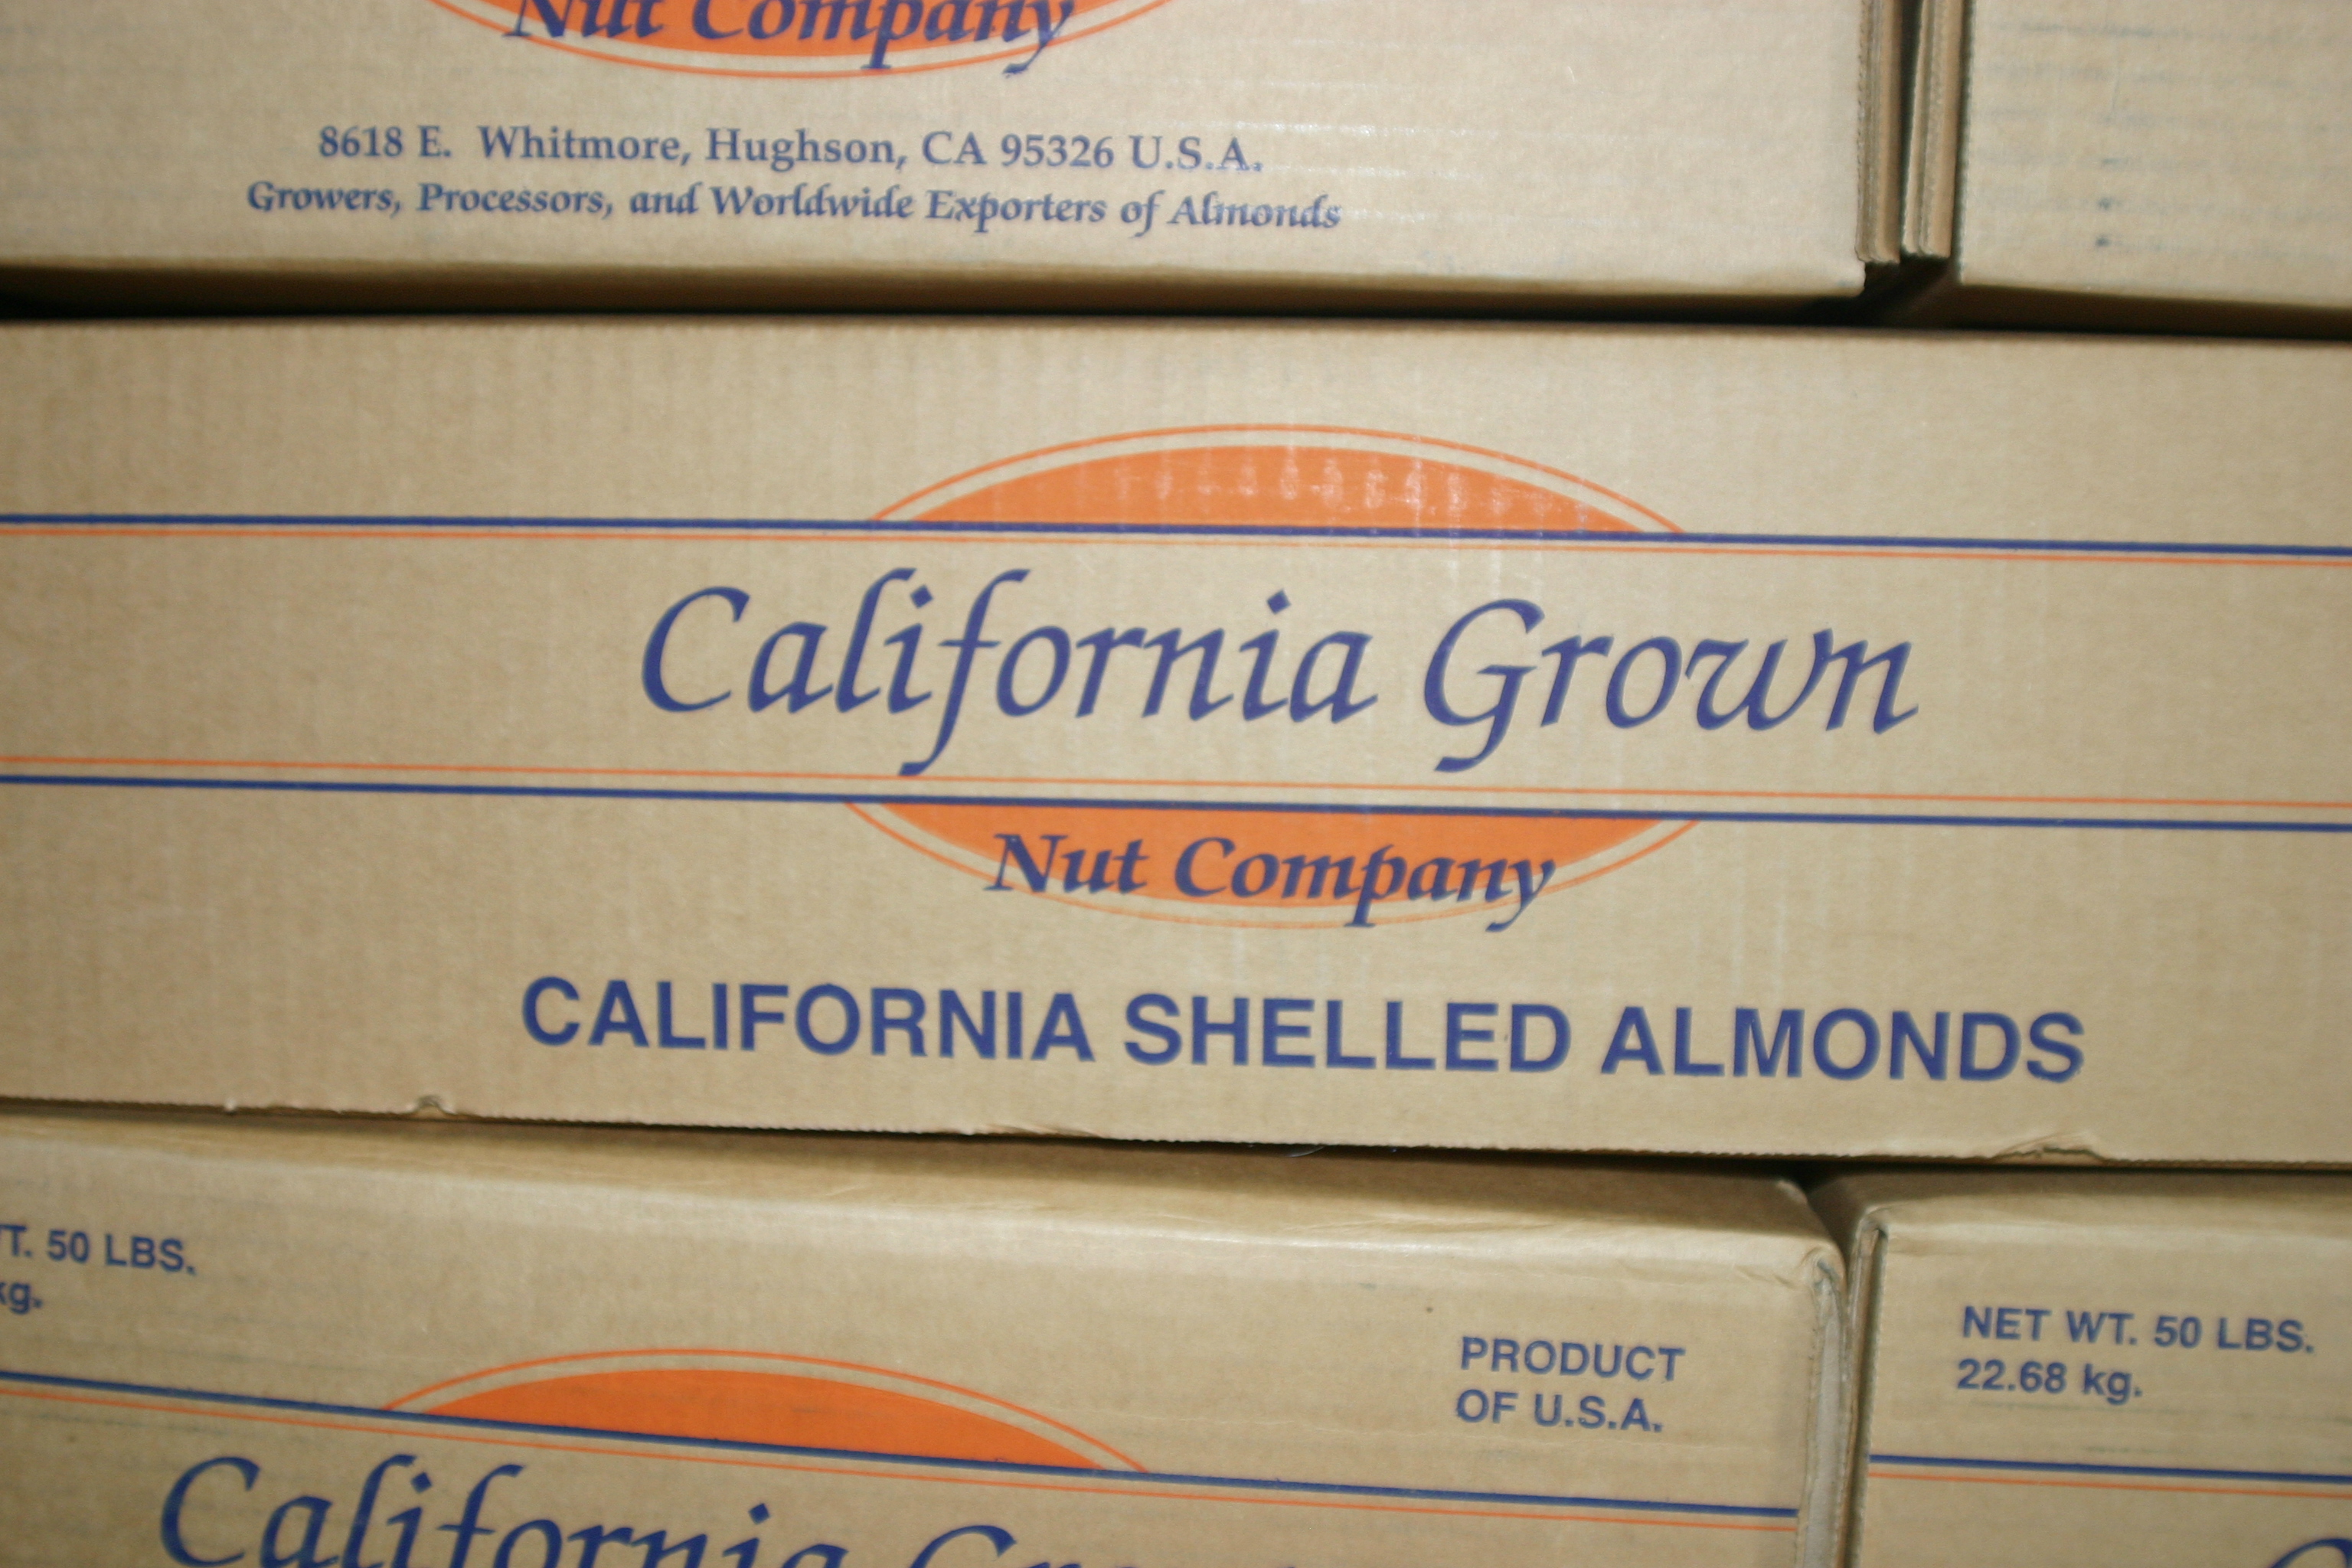 Nut Company
8618 E. Whitmore, Hughson, CA 95326 U.S.A.
Growers, Processors, and Worldwide Exporters of Almonds
California Grown
Nut Company
CALIFORNIA SHELLED ALMONDS
50 LBS.
kg.
PRODUCT
OF U.S.A.
California
NET WT. 50 LBS.
22.68 kg.